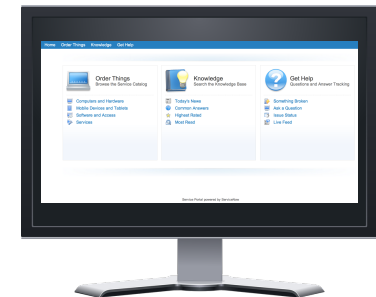 Home Order Things Knowledge Get Help
Order Things
Browse the Service Catalog
Computers and Hardware
Mobile Devices and Tablets
Software and Access
Services
Knowledge
Search the Knowledge Base
Today's News
Common Answers
Highest Rated
Most Read
Get Help
Questions and Answer Tracking
Something Broken
Ask a Question
Issue Status
Live Feed
Service Portal powered by ServiceNow